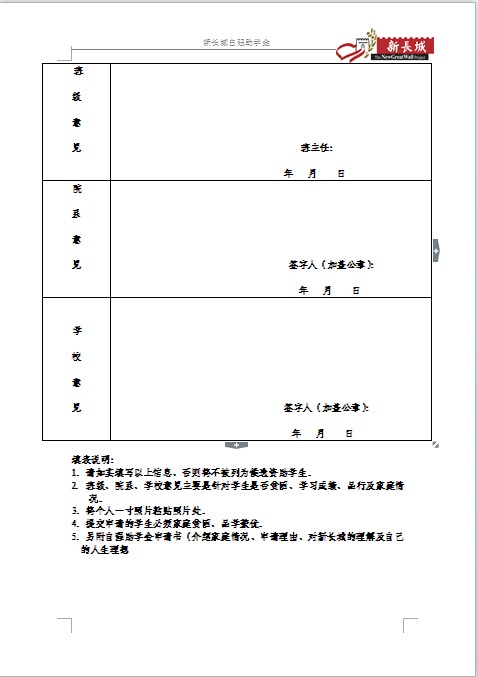 新长城自强助学金
新長城
The NewGreatWall Project
班
级
意
见
班主任:
年 月 日
院
系
意
见
签字人（加盖公章）:
年 月 日
学
校
意
见
签字人（加盖公章）:
年 月 日
填表说明:
1. 请如实填写以上信息。否则将不被列为候选资助学生.
2. 班级、院系、学校意见主要是针对学生是否贫困、学习成绩、品行及家庭情
况.
3. 将个人一寸照片粘贴照片处.
4. 提交申请的学生必须家庭贫困、品学兼优.
5. 另附自强助学金申请书（介绍家庭情况、申请理由、对新长城的理解及自己
的人生理想